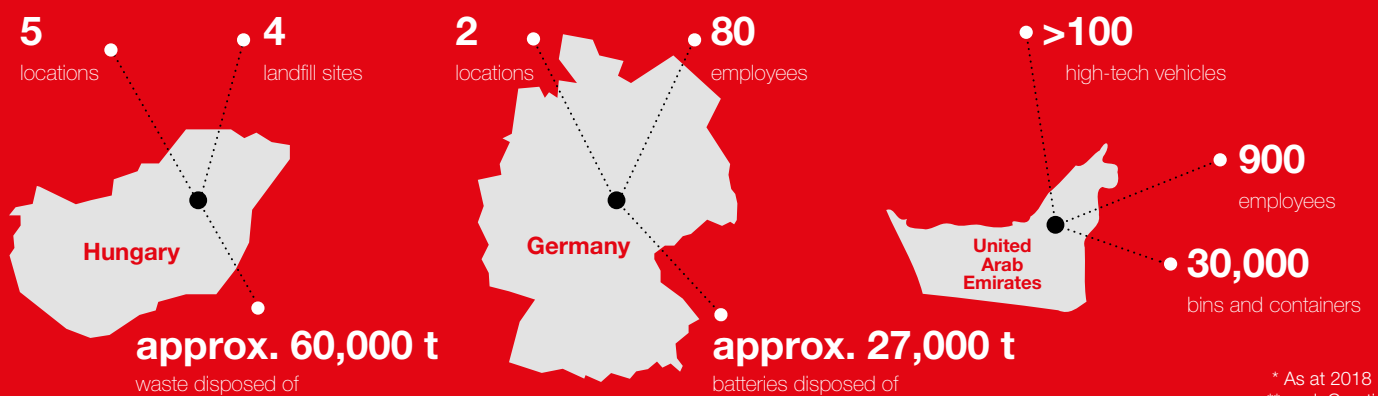 5
locations
4
landfill sites
Hungary
approx. 60,000 t
waste disposed of
2
locations
80
employees
Germany
approx. 27,000 t
batteries disposed of
>100
high-tech vehicles
900
employees
United
Arab
Emirates
30,000
bins and containers
* As at 2018